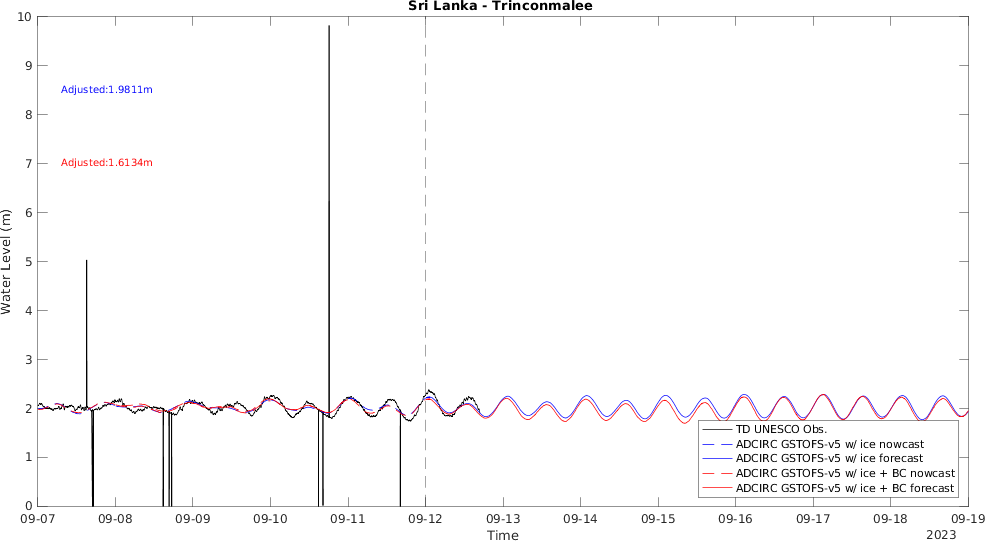 Sri Lanka - Trinconmalee
10
9
8
7
6
5
4
3
2
1
0
Water Level (m)
Adjusted:1.9811m
Adjusted:1.6134m
TD UNESCO Obs.
ADCIRC GSTOFS-v5 w/ ice nowcast
ADCIRC GSTOFS-v5 w/ ice forecast
ADCIRC GSTOFS-v5 w/ ice + BC nowcast
ADCIRC GSTOFS-v5 w/ ice + BC forecast
09-07 09-08 09-09 09-10 09-11 09-12 09-13 09-14 09-15 09-16 09-17 09-18 09-19
Time
2023